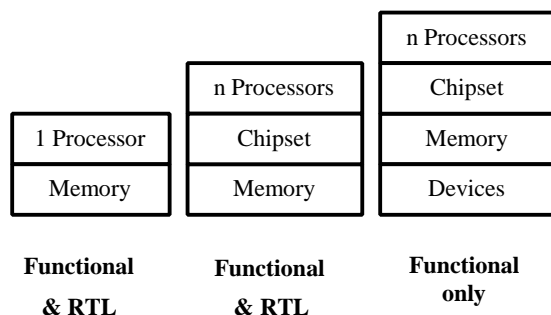 1 Processor
Memory
Functional
& RTL
n Processors
Chipset
Memory
Functional
& RTL
n Processors
Chipset
Memory
Devices
Functional
only